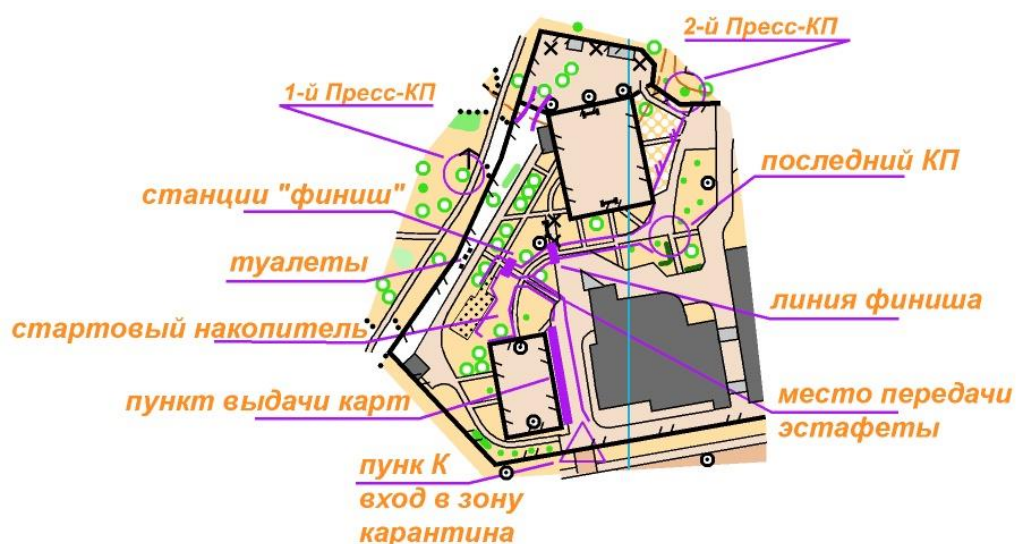 2-й Пресс-КП
1-й Пресс-КП
последний КП
станции "финиш"
туалеты
линия финиша
стартовый накопитель
пункт выдачи карт
место передачи
эстафеты
пунк К
вход в зону
карантина